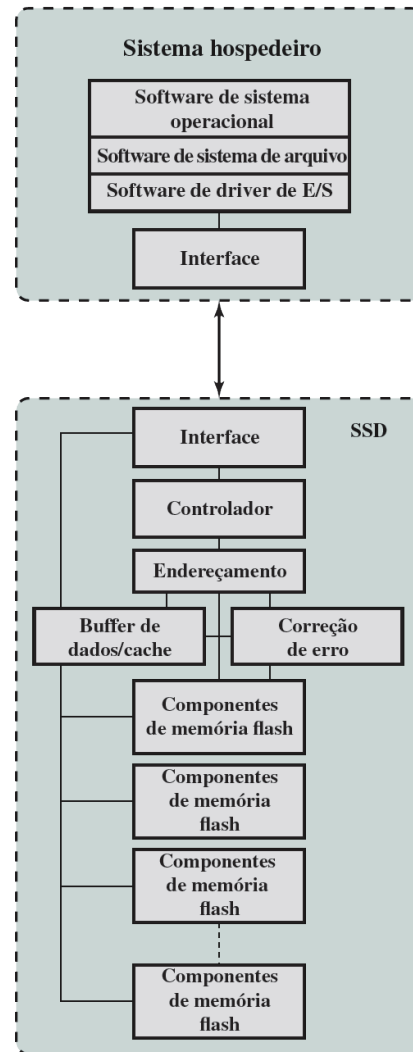 Sistema hospedeiro
Software de sistema
operacional
Software de sistema de arquivo
Software de driver de E/S
Interface
Interface
SSD
Controlador
Endereçamento
Buffer de
dados/cache
Correção
de erro
Componentes
de memória flash
Componentes
de memória
flash
Componentes
de memória
flash
Componentes
de memória
flash